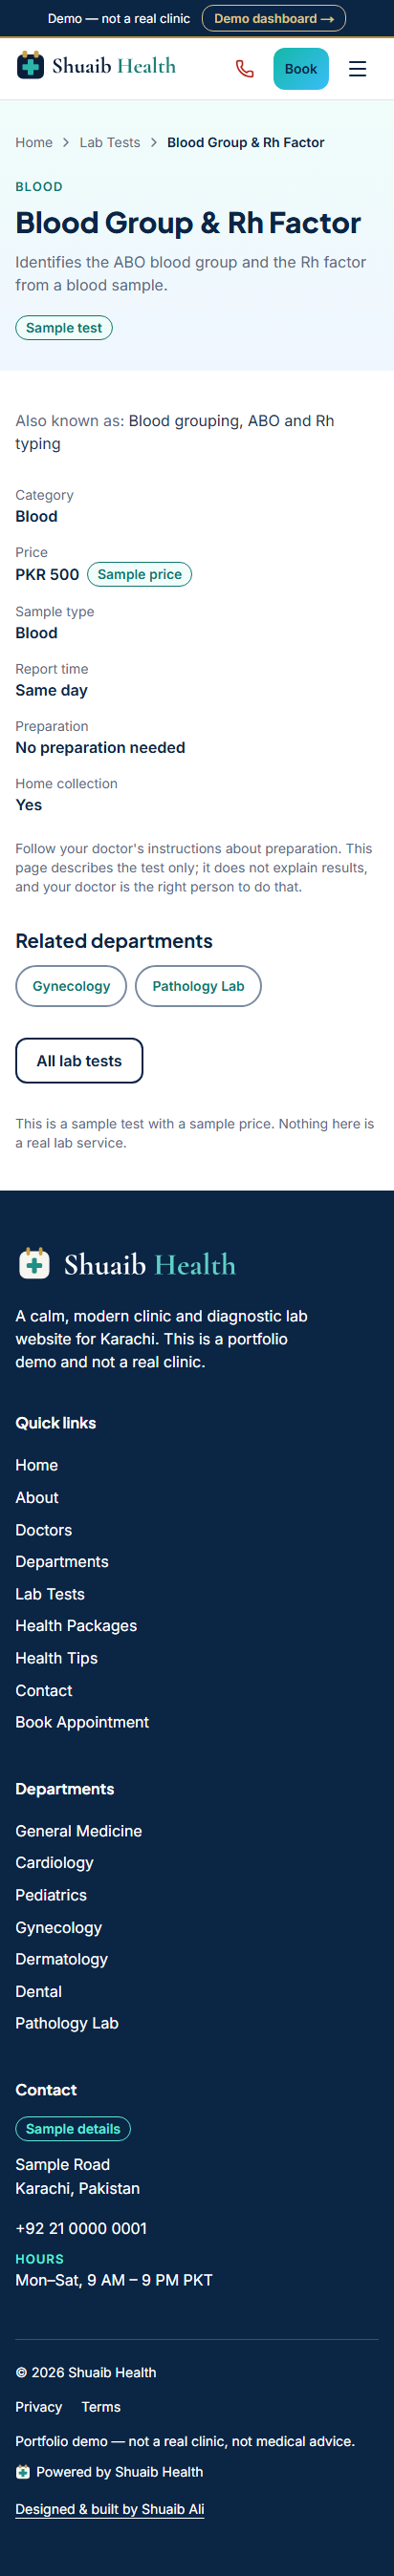 Demo — not a real clinic Demo dashboard →
Shuaib Health Book
Home > Lab Tests > Blood Group & Rh Factor
BLOOD
Blood Group & Rh Factor
Identifies the ABO blood group and the Rh factor
from a blood sample.
Sample test
Also known as: Blood grouping, ABO and Rh
typing
Category
Blood
Price
PKR 500 Sample price
Sample type
Blood
Report time
Same day
Preparation
No preparation needed
Home collection
Yes
Follow your doctor's instructions about preparation. This
page describes the test only; it does not explain results,
and your doctor is the right person to do that.
Related departments
Gynecology Pathology Lab
All lab tests
This is a sample test with a sample price. Nothing here is
a real lab service.
Shuaib Health
A calm, modern clinic and diagnostic lab
website for Karachi. This is a portfolio
demo and not a real clinic.
Quick links
Home
About
Doctors
Departments
Lab Tests
Health Packages
Health Tips
Contact
Book Appointment
Departments
General Medicine
Cardiology
Pediatrics
Gynecology
Dermatology
Dental
Pathology Lab
Contact
Sample details
Sample Road
Karachi, Pakistan
+92 21 0000 0001
HOURS
Mon–Sat, 9 AM – 9 PM PKT
© 2026 Shuaib Health
Privacy Terms
Portfolio demo — not a real clinic, not medical advice.
Powered by Shuaib Health
Designed & built by Shuaib Ali